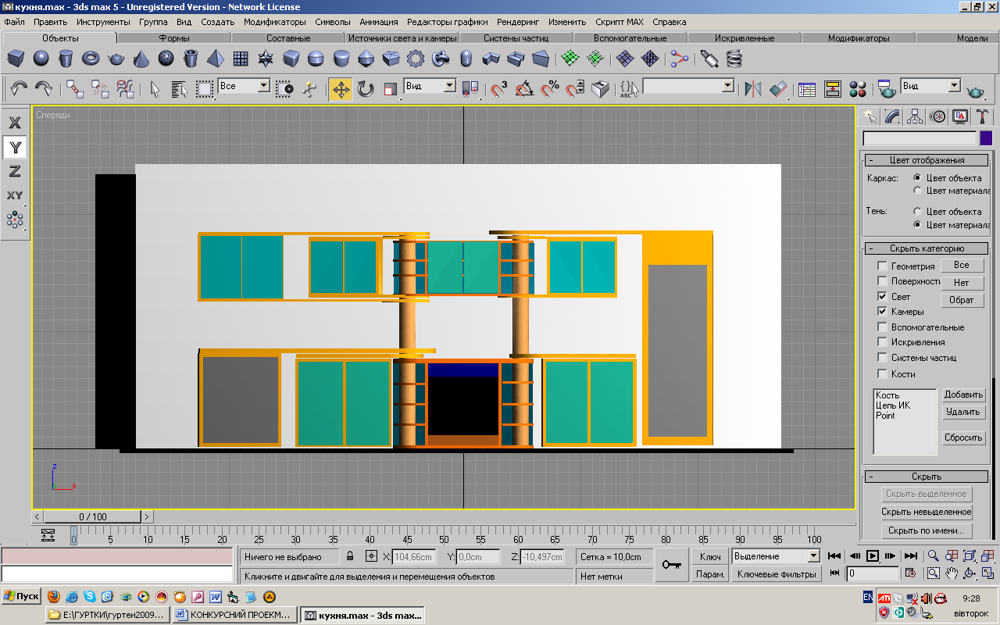 кухня.max - 3ds max 5 - Unregistered Version - Network License
Файл Править Инструменты Группа Вид Создать Модификаторы Символы Анимация Редакторы графики Рендеринг Изменить Скрипт MAX Справка
Объекты Формы Составные Источники света и камеры Системы частиц Вспомогательные Искривленные Модификаторы Модели
Все Вид 3 % {} ABC Вид
X
Y
Z
XY
Спереди
- Цвет отображения
Каркас: Цвет объекта
Цвет материала
Тень: Цвет объекта
Цвет материала
- Скрыть категорию
Геометрия Все
Поверхности Нет
Свет Обрат
Камеры
Вспомогательные
Искривления
Системы частиц
Кости
Кость Добавить
Цепь ИК Удалить
Point
Сбросить
- Скрыть
Скрыть выделенное
Скрыть невыделенное
Скрыть по имени...
z
x
< 0 / 100 >
0 5 10 15 20 25 30 35 40 45 50 55 60 65 70 75 80 85 90 95 100
Ничего не выбрано X: 104,66cm Y: 0,0cm Z: -10,497cm Сетка = 10,0cm Ключ Выделение
Кликните и двигайте для выделения и перемещения объектов Нет метки Парам. Ключевые фильтры 0
Пуск EN ATI 9:28
E:\ГУРТКИ\гуртеи2009... КОНКУРСНИЙ ПРОЕКМ... кухня.max - 3ds max... вівторок